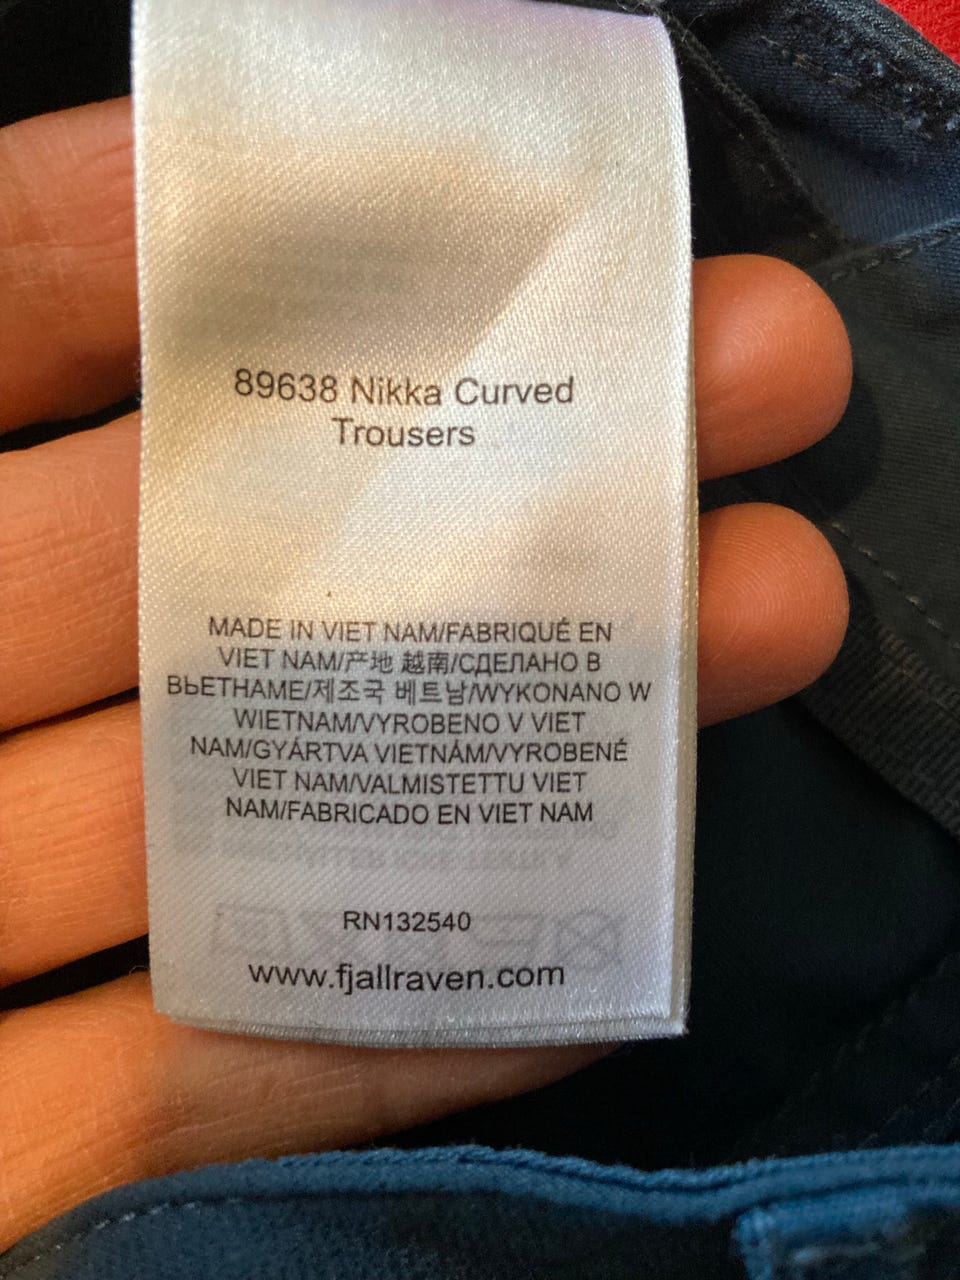 89638 Nikka Curved
Trousers
MADE IN VIET NAM/FABRIQUÉ EN
VIET NAM/产地 越南/СДЕЛАНО В
ВЬЕТНАМЕ/제조국 베트남/WYKONANO W
WIETNAM/VYROBENO V VIET
NAM/GYÁRTVA VIETNÁM/VYROBENÉ
VIET NAM/VALMISTETTU VIET
NAM/FABRICADO EN VIET NAM
RN132540
www.fjallraven.com